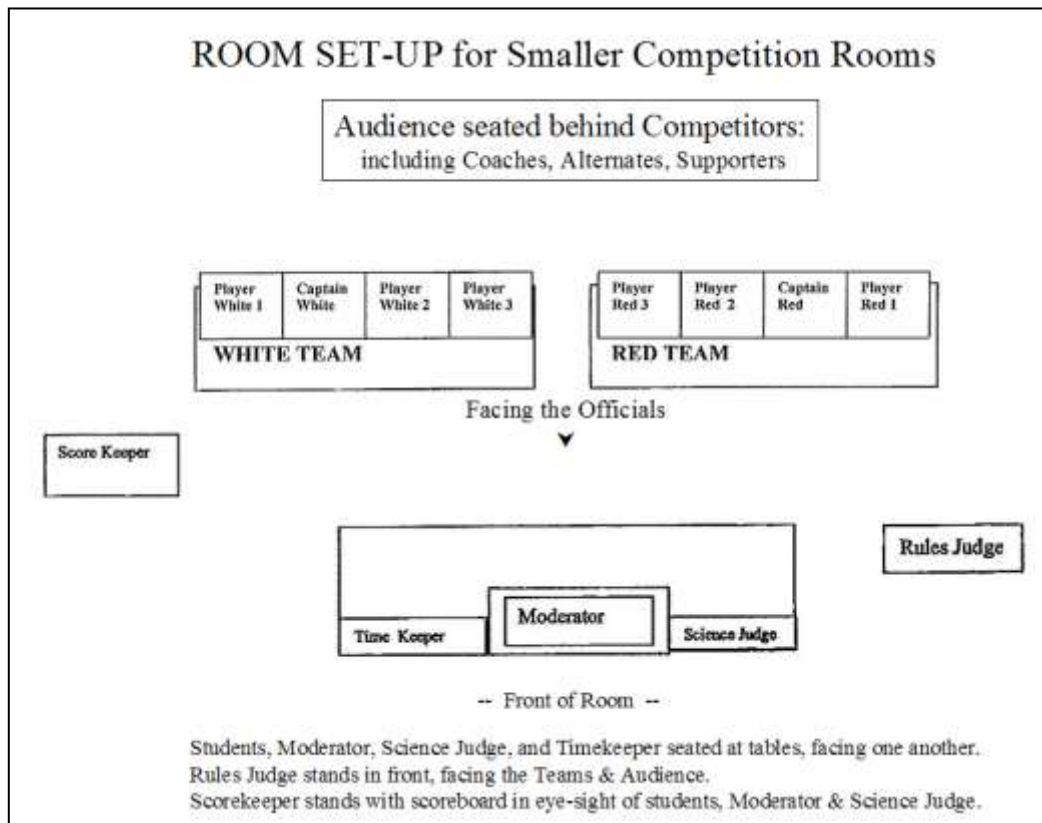 ROOM SET-UP for Smaller Competition Rooms
Audience seated behind Competitors:
including Coaches, Alternates, Supporters
Player White 1
Captain White
Player White 2
Player White 3
WHITE TEAM
Player Red 3
Player Red 2
Captain Red
Player Red 1
RED TEAM
Facing the Officials
Score Keeper
Rules Judge
Time Keeper
Moderator
Science Judge
-- Front of Room --
Students, Moderator, Science Judge, and Timekeeper seated at tables, facing one another.
Rules Judge stands in front, facing the Teams & Audience.
Scorekeeper stands with scoreboard in eye-sight of students, Moderator & Science Judge.